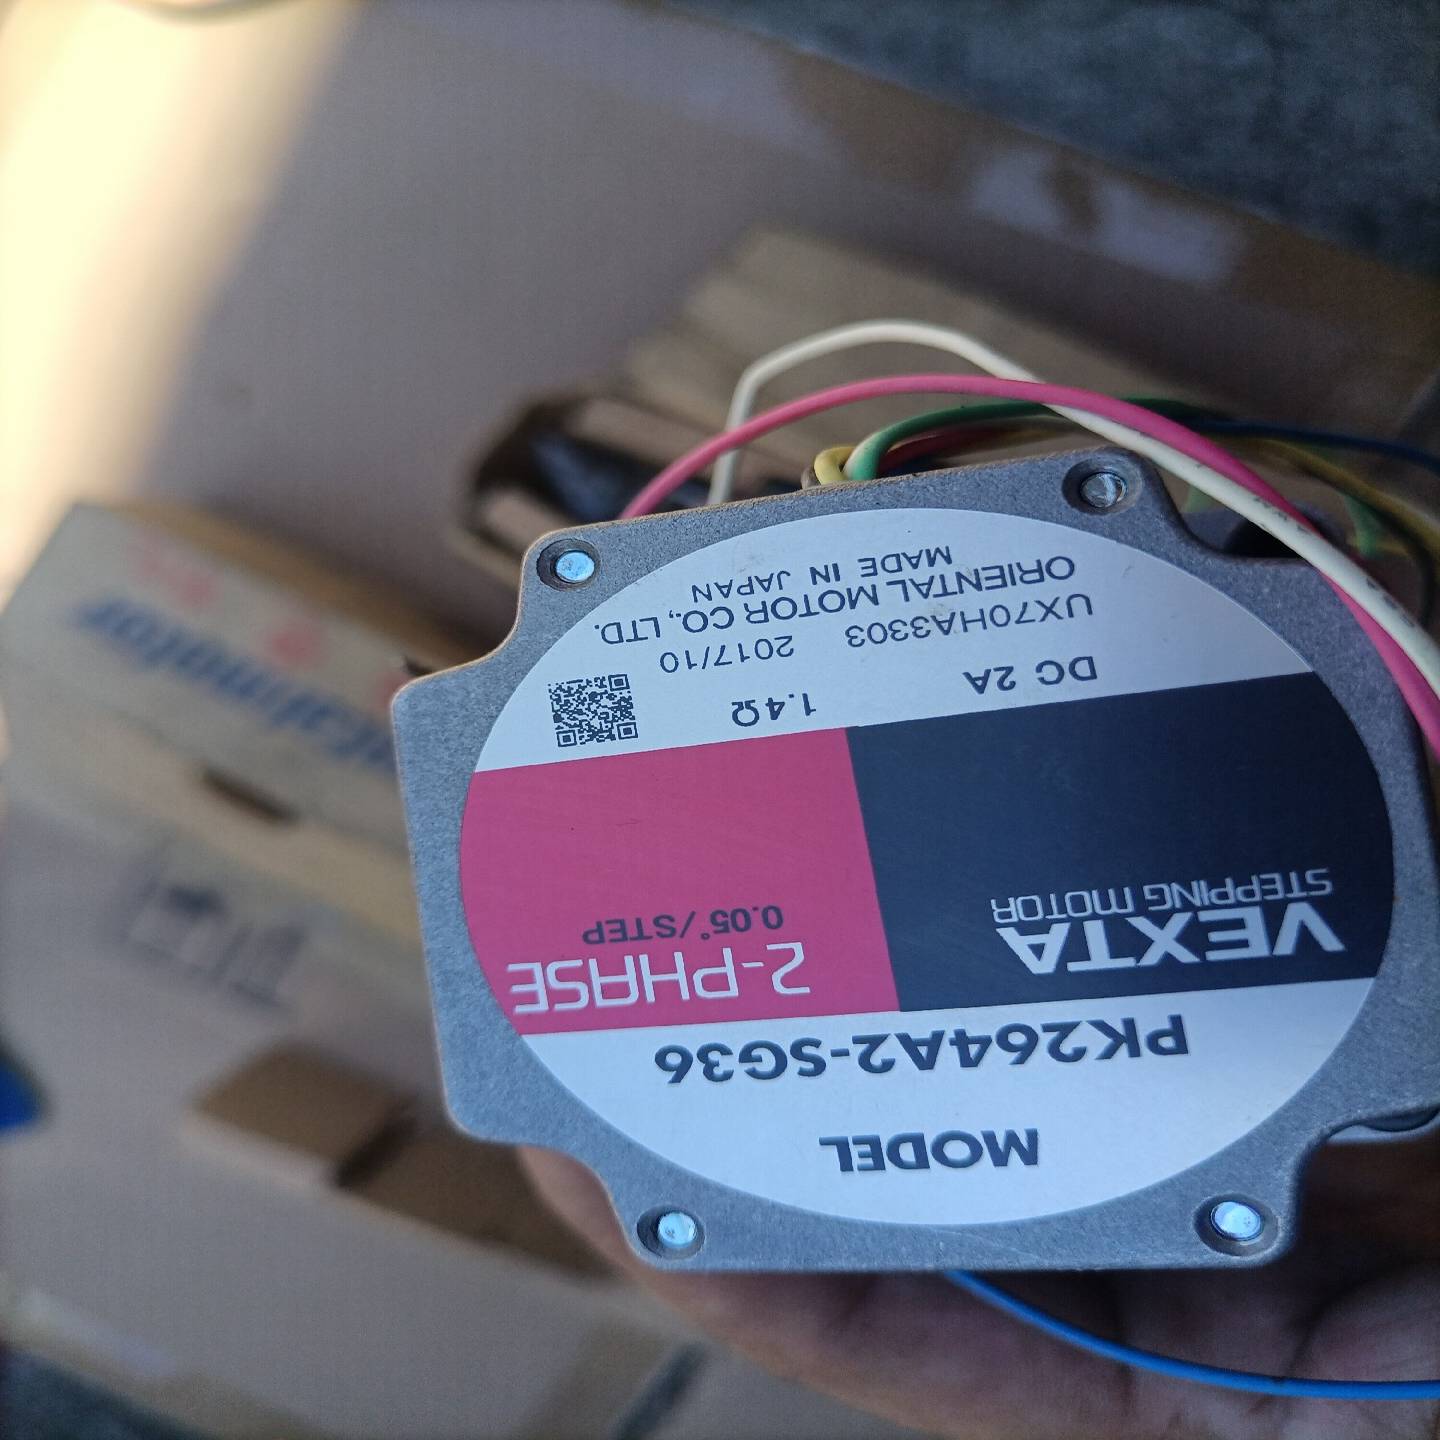 MODEL
PK264A2-SG36
VEXTA
STEPPING MOTOR
2-PHASE
0.05°/STEP
DC 2A 1.4Ω
UX70HA3303 2017/10
ORIENTAL MOTOR CO., LTD.
MADE IN JAPAN